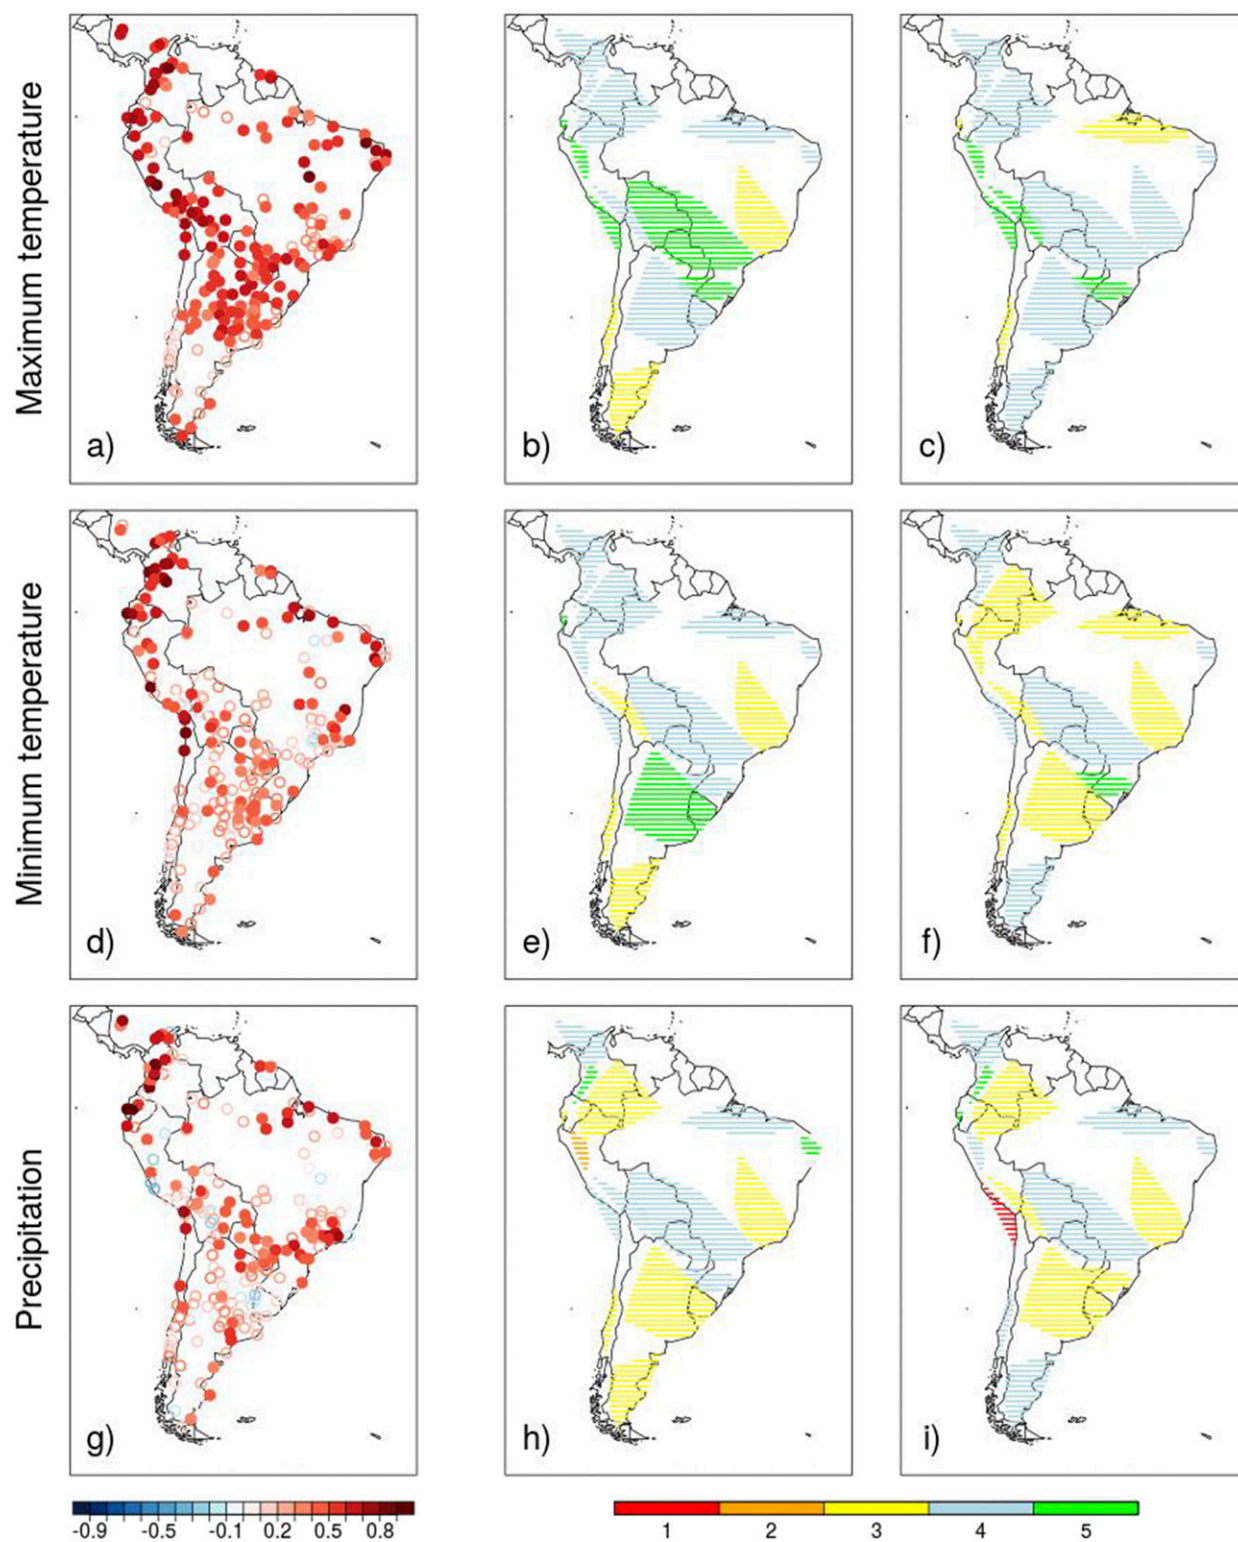 Maximum temperature
a)
b)
c)
Minimum temperature
d)
e)
f)
Precipitation
g)
h)
i)
-0.9 -0.5 -0.1 0.2 0.5 0.8
1 2 3 4 5